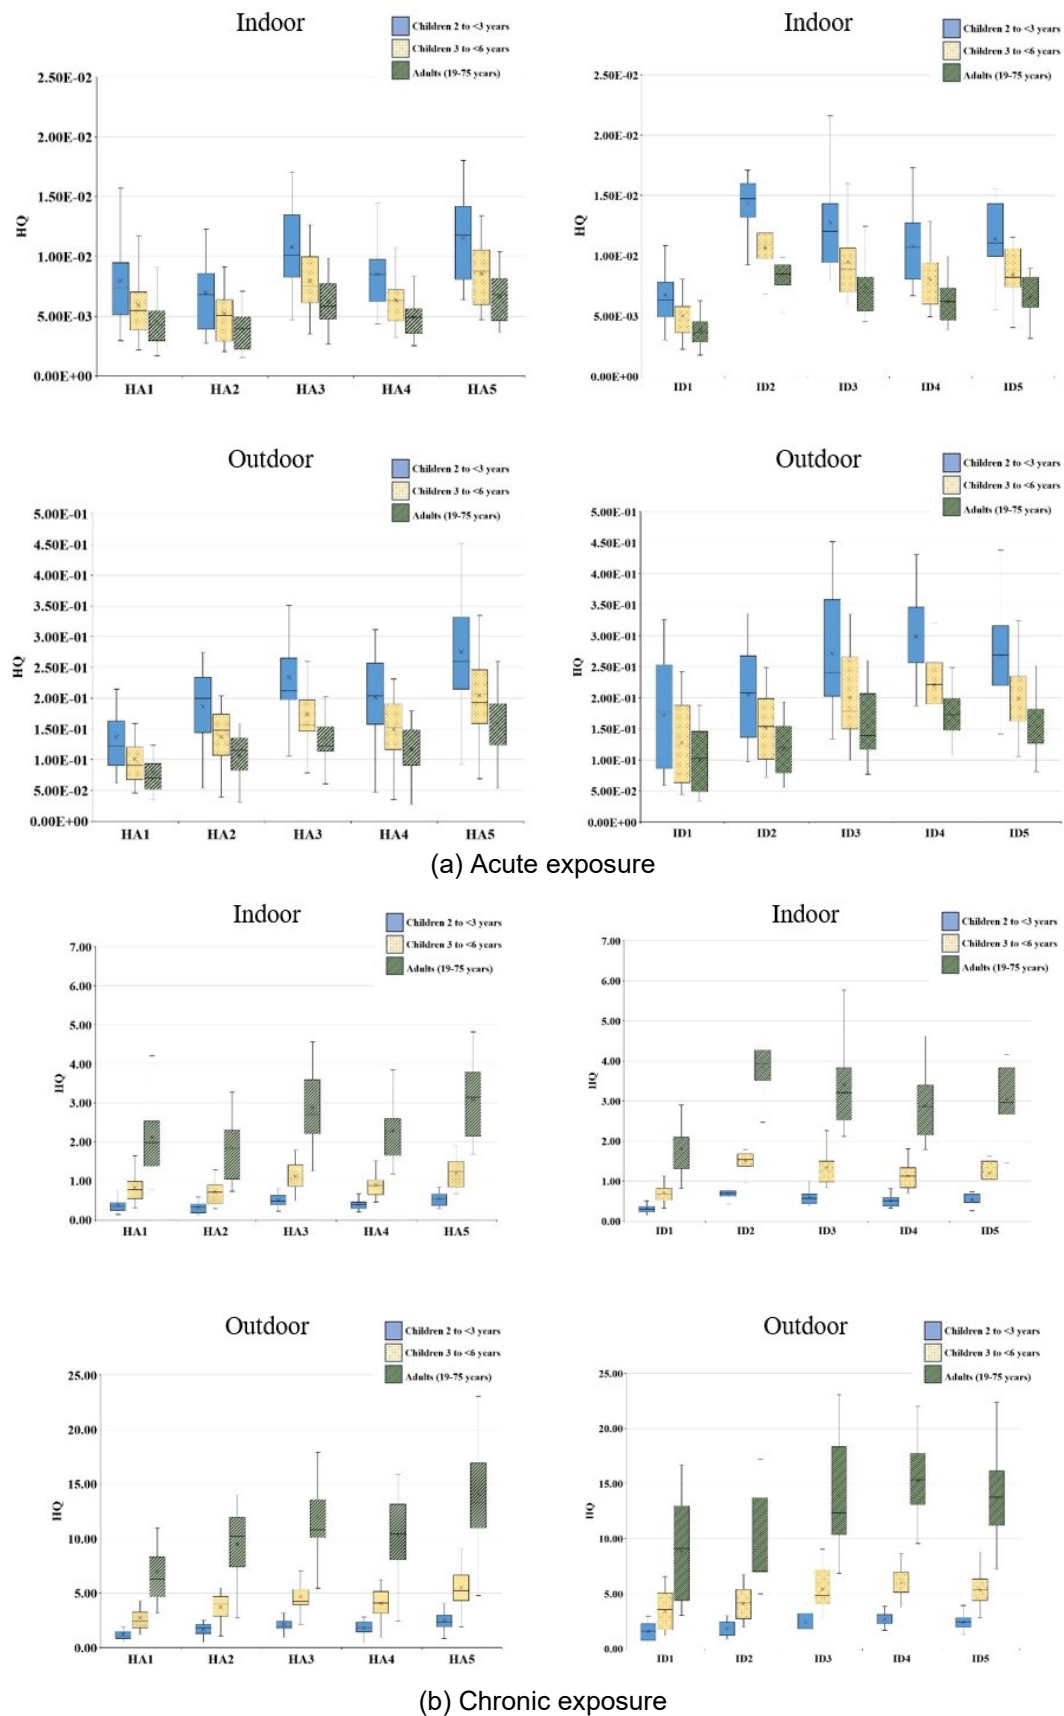 Indoor
Children 2 to <3 years
Children 3 to <6 years
Adults (19-75 years)
2.50E-02
2.00E-02
1.50E-02
1.00E-02
5.00E-03
0.00E+00
HQ
HA1 HA2 HA3 HA4 HA5
Indoor
Children 2 to <3 years
Children 3 to <6 years
Adults (19-75 years)
2.50E-02
2.00E-02
1.50E-02
1.00E-02
5.00E-03
0.00E+00
HQ
ID1 ID2 ID3 ID4 ID5
Outdoor
Children 2 to <3 years
Children 3 to <6 years
Adults (19-75 years)
5.00E-01
4.50E-01
4.00E-01
3.50E-01
3.00E-01
2.50E-01
2.00E-01
1.50E-01
1.00E-01
5.00E-02
0.00E+00
HQ
HA1 HA2 HA3 HA4 HA5
Outdoor
Children 2 to <3 years
Children 3 to <6 years
Adults (19-75 years)
5.00E-01
4.50E-01
4.00E-01
3.50E-01
3.00E-01
2.50E-01
2.00E-01
1.50E-01
1.00E-01
5.00E-02
0.00E+00
HQ
ID1 ID2 ID3 ID4 ID5
(a) Acute exposure
Indoor
Children 2 to <3 years
Children 3 to <6 years
Adults (19-75 years)
7.00
6.00
5.00
4.00
3.00
2.00
1.00
0.00
HQ
HA1 HA2 HA3 HA4 HA5
Indoor
Children 2 to <3 years
Children 3 to <6 years
Adults (19-75 years)
7.00
6.00
5.00
4.00
3.00
2.00
1.00
0.00
HQ
ID1 ID2 ID3 ID4 ID5
Outdoor
Children 2 to <3 years
Children 3 to <6 years
Adults (19-75 years)
25.00
20.00
15.00
10.00
5.00
0.00
HQ
HA1 HA2 HA3 HA4 HA5
Outdoor
Children 2 to <3 years
Children 3 to <6 years
Adults (19-75 years)
25.00
20.00
15.00
10.00
5.00
0.00
HQ
ID1 ID2 ID3 ID4 ID5
(b) Chronic exposure